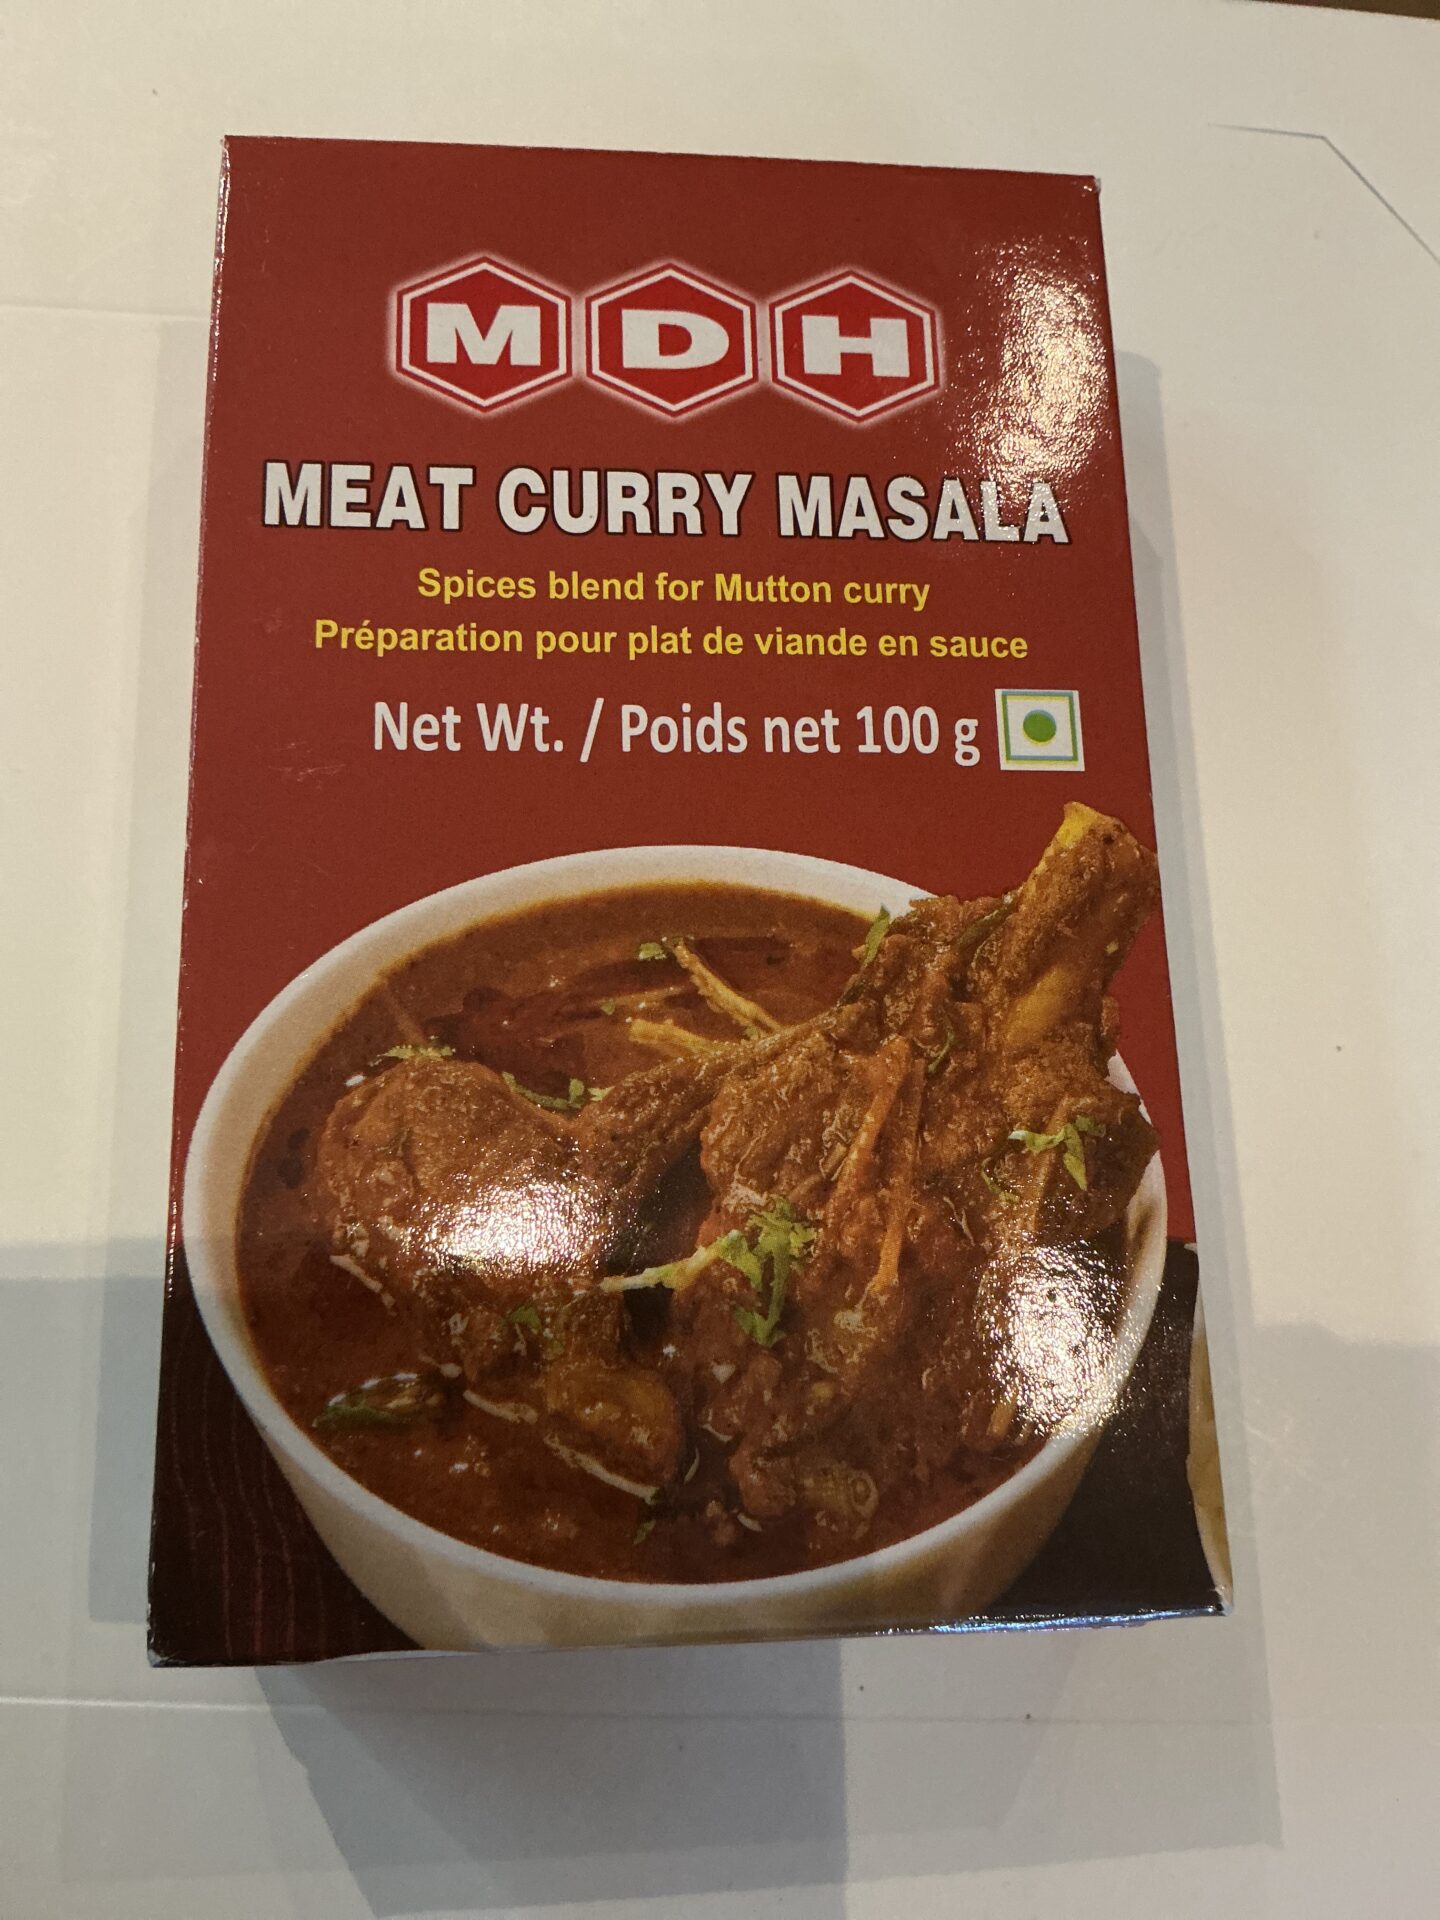 MDH
MEAT CURRY MASALA
Spices blend for Mutton curry
Préparation pour plat de viande en sauce
Net Wt. / Poids net 100 g